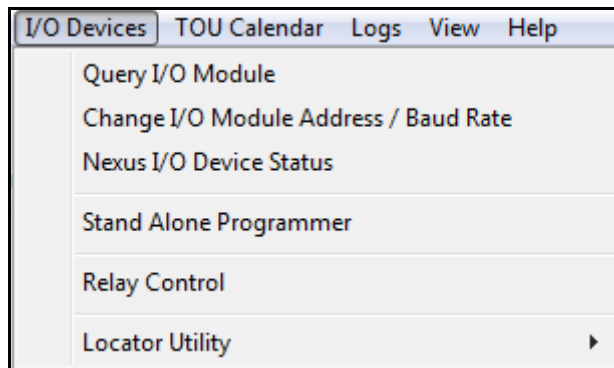 I/O Devices TOU Calendar Logs View Help
Query I/O Module
Change I/O Module Address / Baud Rate
Nexus I/O Device Status
Stand Alone Programmer
Relay Control
Locator Utility